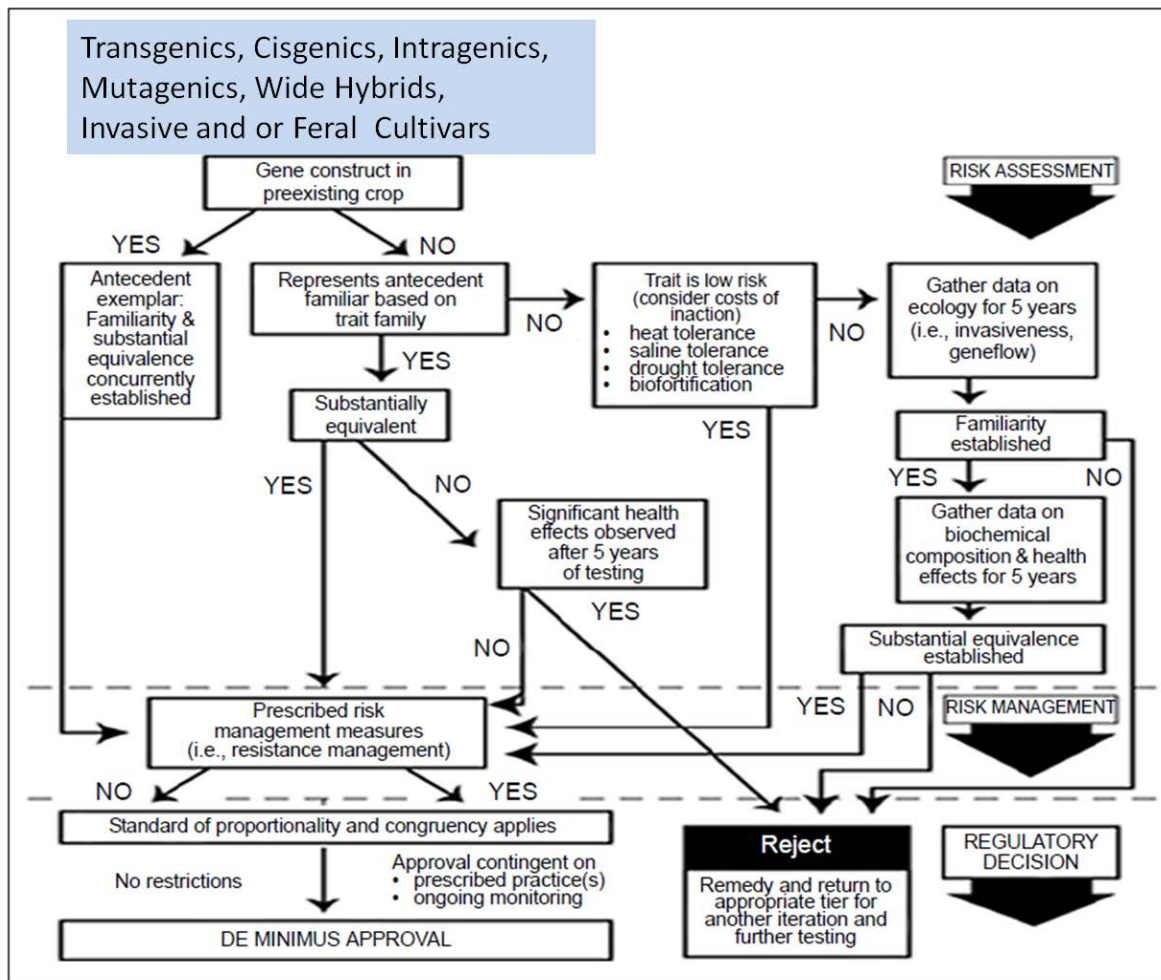 Transgenics, Cisgenics, Intragenics,
Mutagenics, Wide Hybrids,
Invasive and or Feral  Cultivars
Gene construct in
preexisting crop
RISK ASSESSMENT
YES
NO
Antecedent
exemplar:
Familiarity &
substantial
equivalence
concurrently
established
Represents antecedent
familiar based on
trait family
NO
YES
Trait is low risk
(consider costs of
inaction)
• heat tolerance
• saline tolerance
• drought tolerance
• biofortification
NO
YES
Gather data on
ecology for 5 years
(i.e., invasiveness,
geneflow)
Substantially
equivalent
YES
NO
Familiarity
established
YES
NO
Significant health
effects observed
after 5 years
of testing
NO
YES
Gather data on
biochemical
composition & health
effects for 5 years
Substantial equivalence
established
YES
NO
RISK MANAGEMENT
Prescribed risk
management measures
(i.e., resistance management)
NO
YES
Standard of proportionality and congruency applies
No restrictions
Approval contingent on
• prescribed practice(s)
• ongoing monitoring
DE MINIMUS APPROVAL
Reject
Remedy and return to
appropriate tier for
another iteration and
further testing
REGULATORY
DECISION